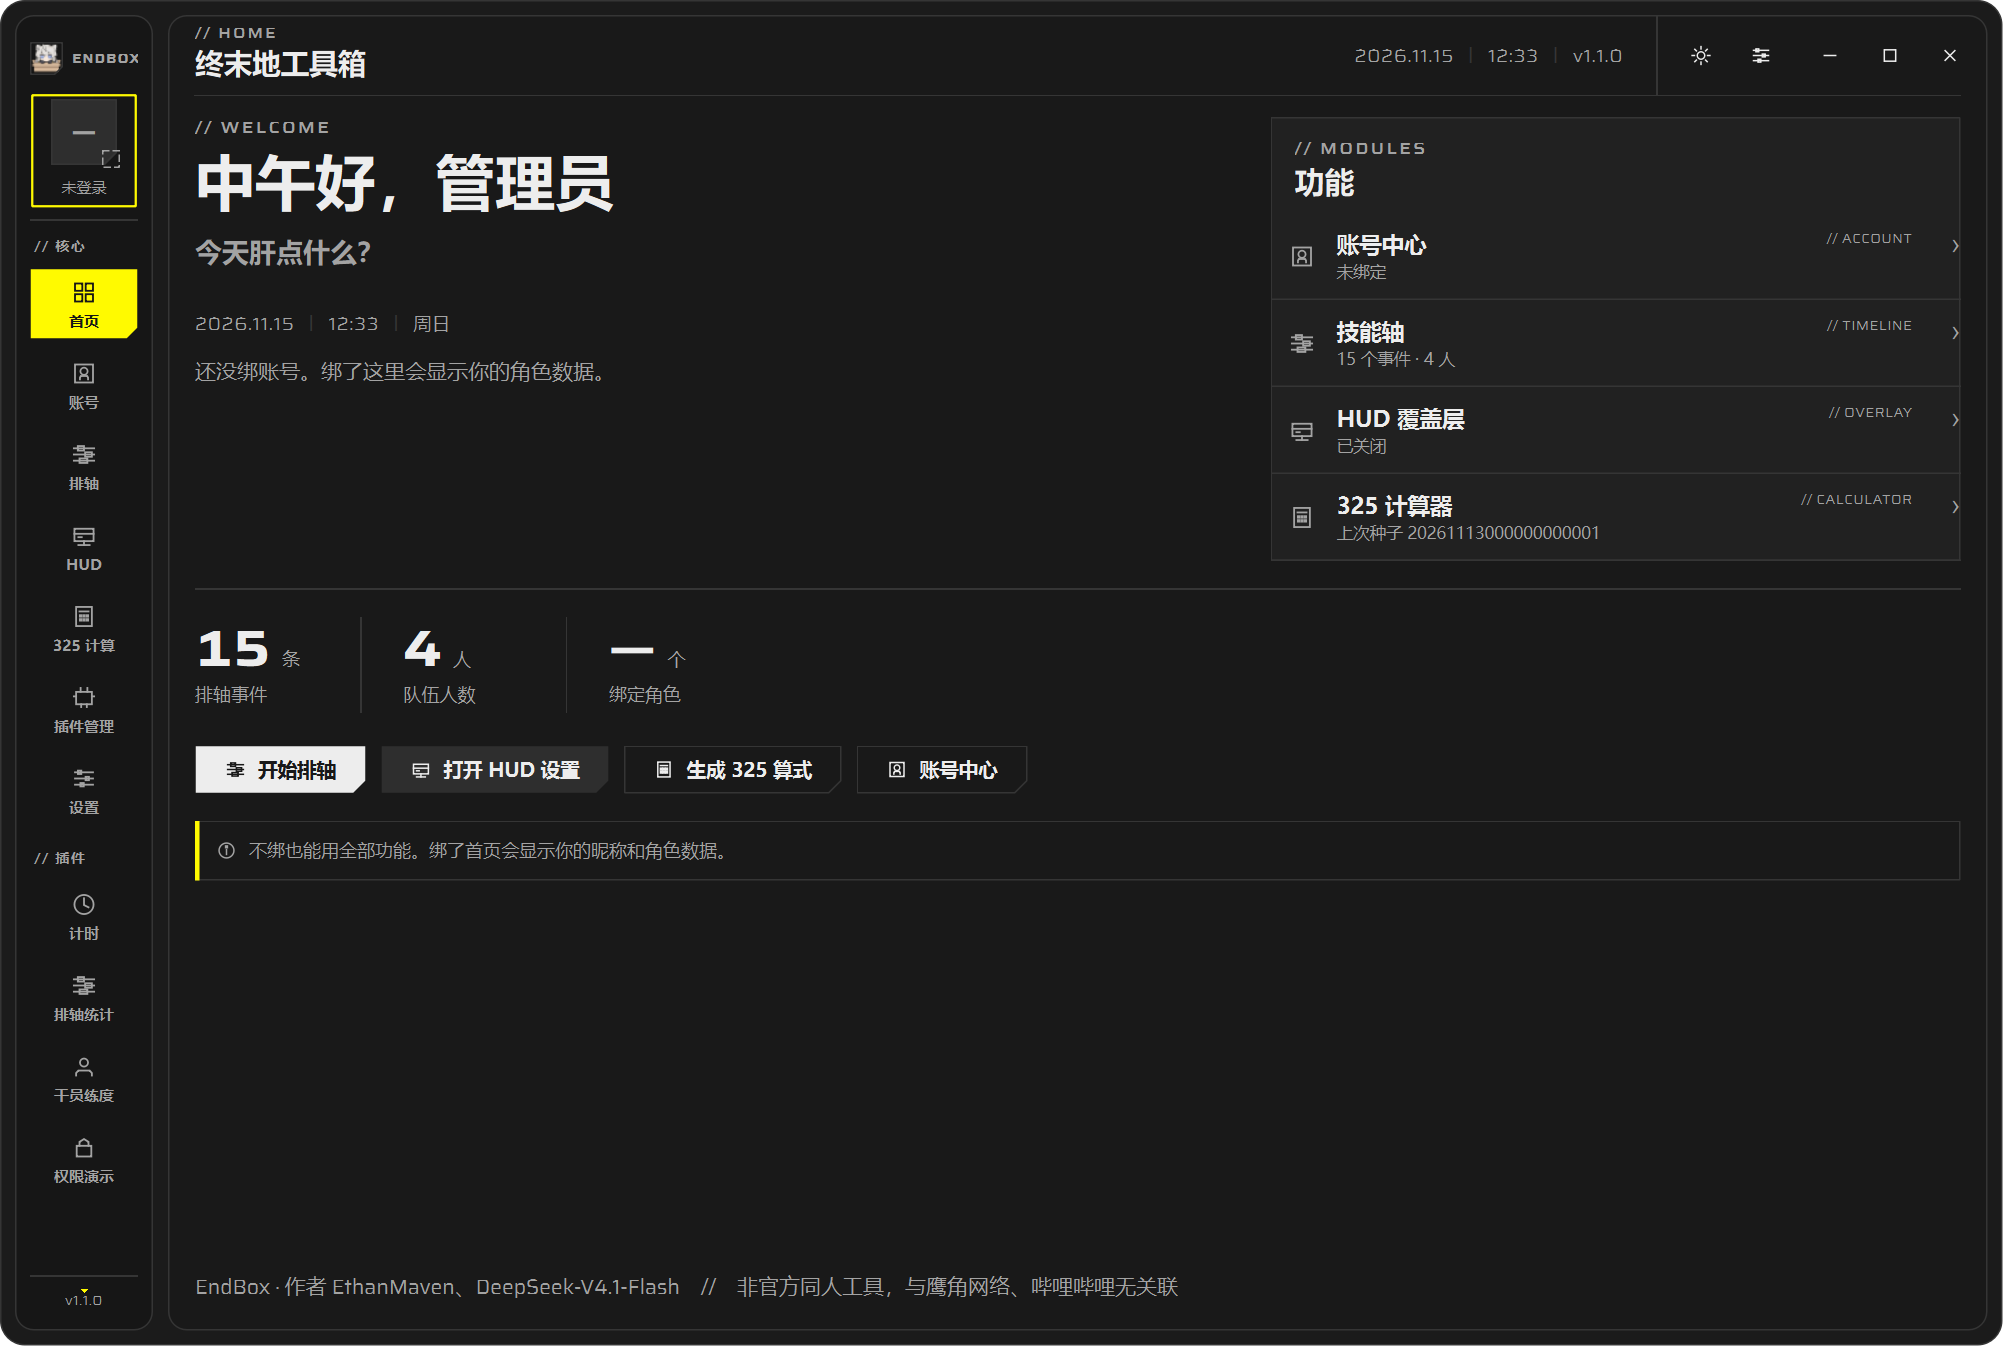 ENDBOX
未登录
// 核心
首页
账号
排轴
HUD
325 计算
插件管理
设置
// 插件
计时
排轴统计
干员练度
权限演示
v1.1.0
// HOME
终末地工具箱
2026.11.15 | 12:33 | v1.1.0
// WELCOME
中午好，管理员
今天肝点什么？
2026.11.15 | 12:33 | 周日
还没绑账号。绑了这里会显示你的角色数据。
// MODULES
功能
账号中心
// ACCOUNT
未绑定
技能轴
// TIMELINE
15 个事件 · 4 人
HUD 覆盖层
// OVERLAY
已关闭
325 计算器
// CALCULATOR
上次种子 20261113000000000001
15 条
排轴事件
4 人
队伍人数
— 个
绑定角色
开始排轴
打开 HUD 设置
生成 325 算式
账号中心
不绑也能用全部功能。绑了首页会显示你的昵称和角色数据。
EndBox · 作者 EthanMaven、DeepSeek-V4.1-Flash // 非官方同人工具，与鹰角网络、哔哩哔哩无关联